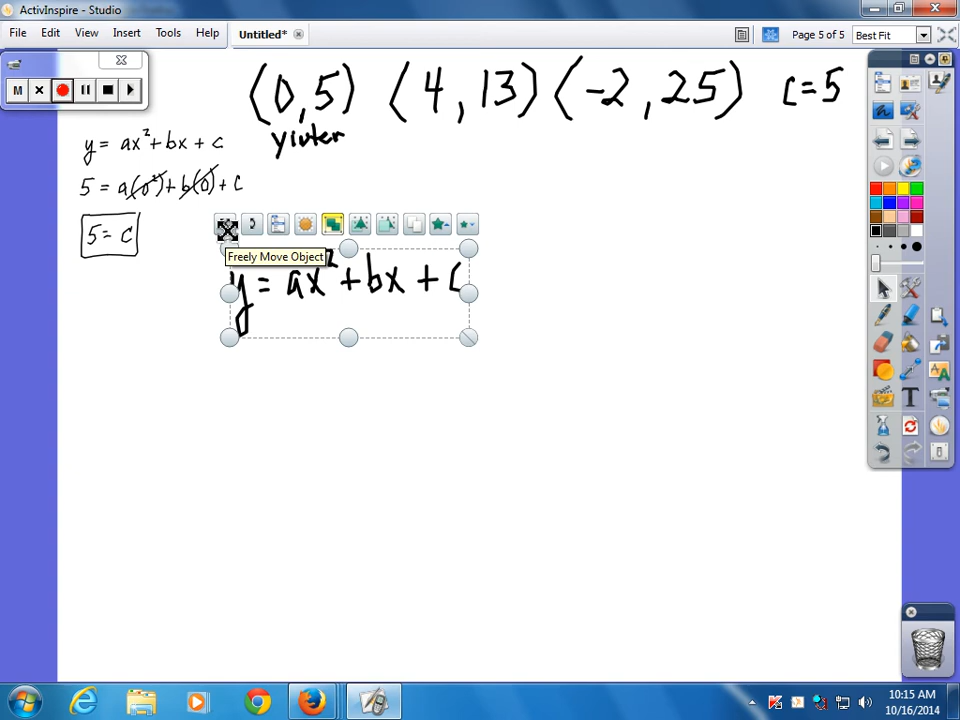 ActivInspire - Studio
File Edit View Insert Tools Help Untitled* Page 5 of 5 Best Fit
M
(0,5) (4,13) (-2,25) c=5
yinter
y = ax²+bx+c
5 = a(0²)+b(0)+c
5 = c
Freely Move Object
y = ax²+bx+c
T
10:15 AM
10/16/2014